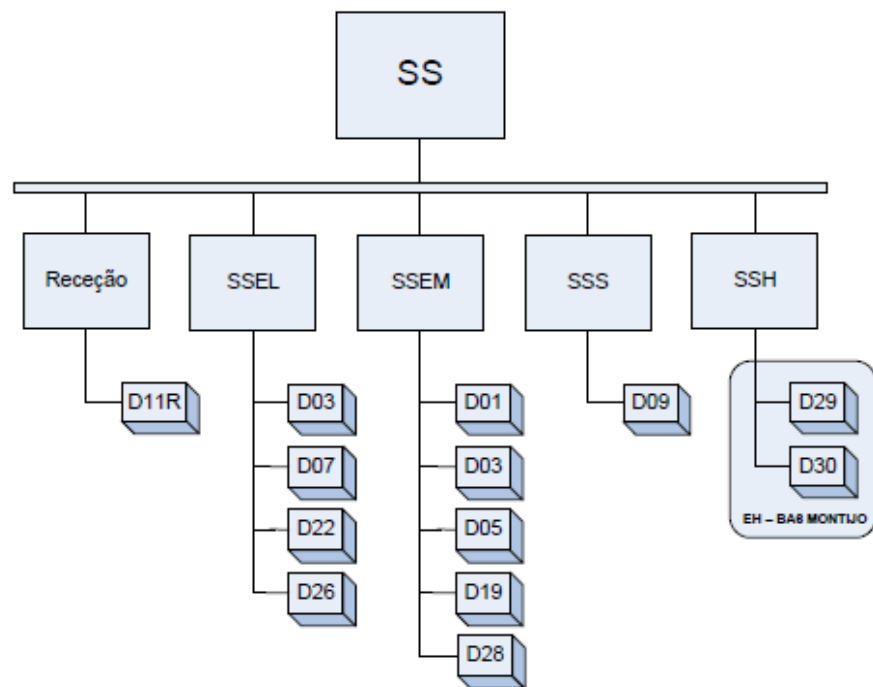 SS
Receção
SSEL
SSEM
SSS
SSH
D11R
D03
D01
D09
D29
D07
D03
D30
EH – BA6 MONTIJO
D22
D05
D26
D19
D28